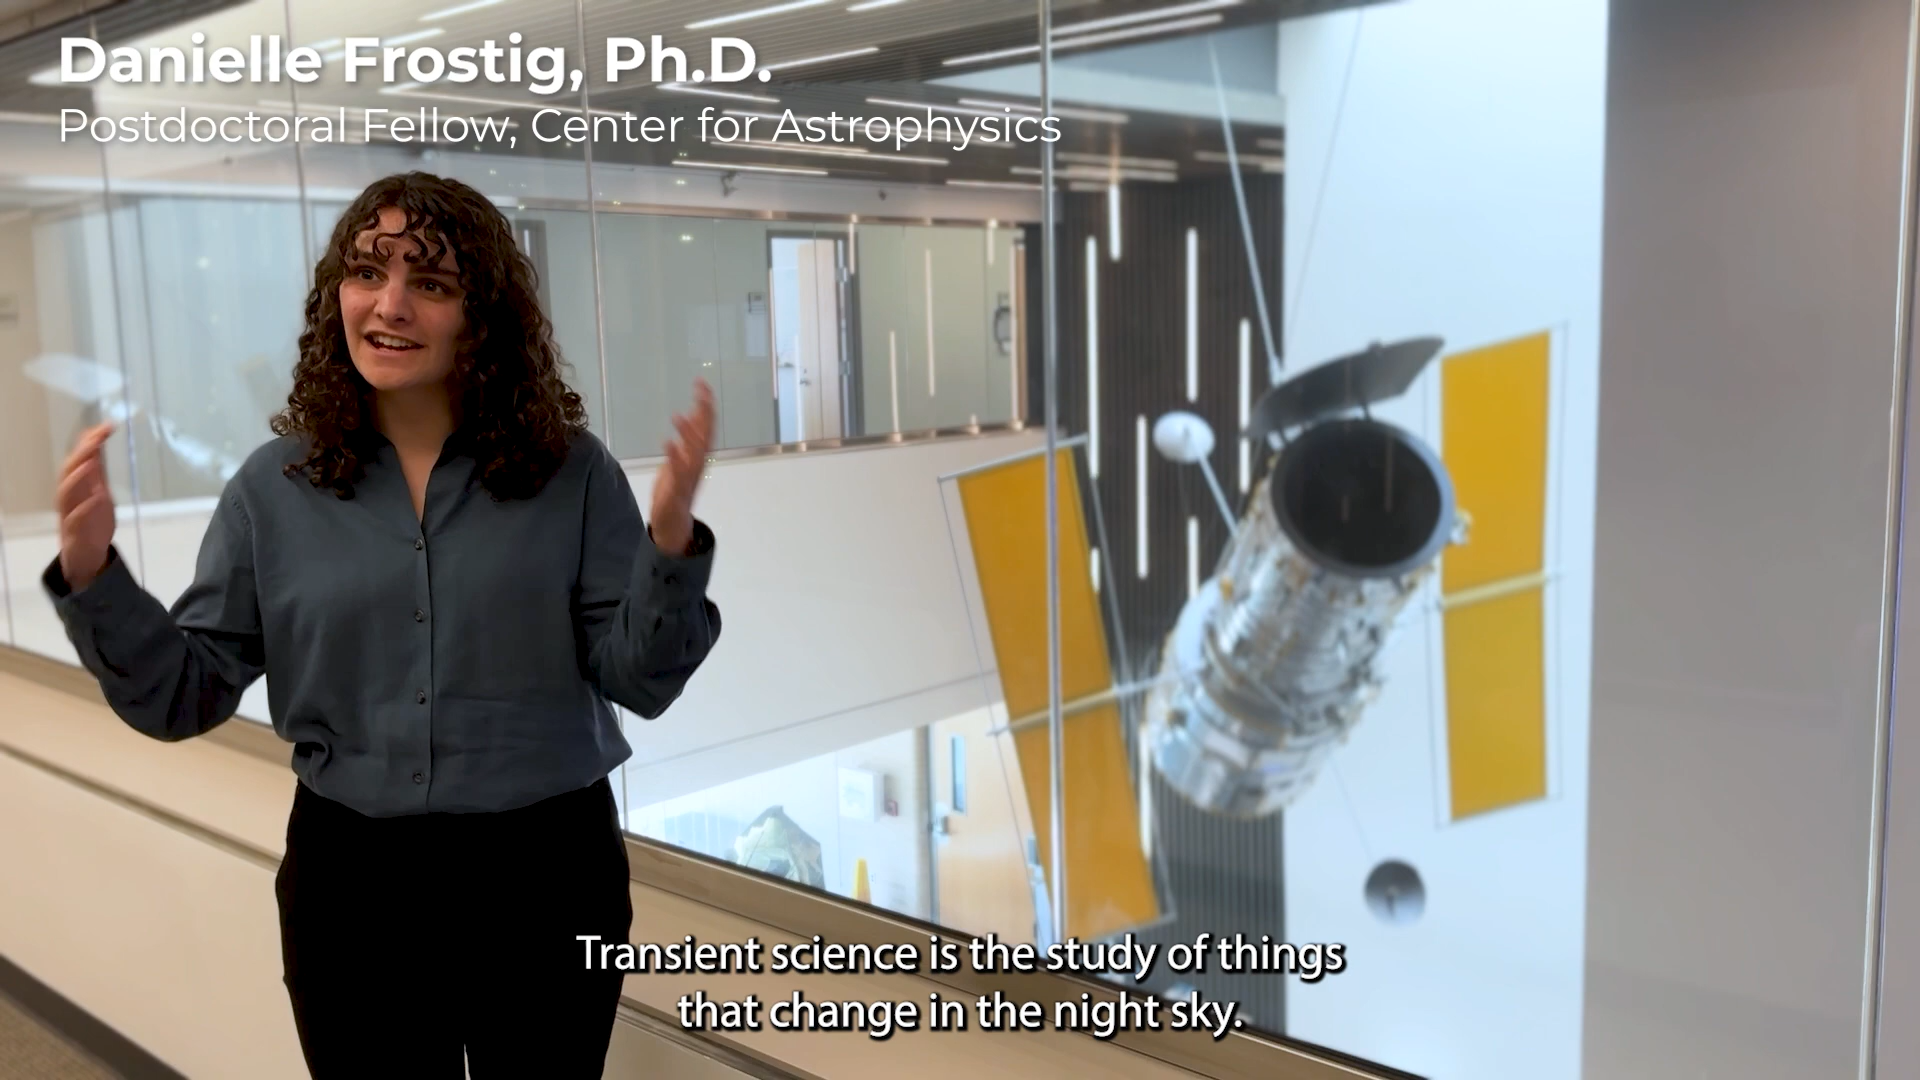 Danielle Frostig, Ph.D.
Postdoctoral Fellow, Center for Astrophysics
Transient science is the study of things
that change in the night sky.